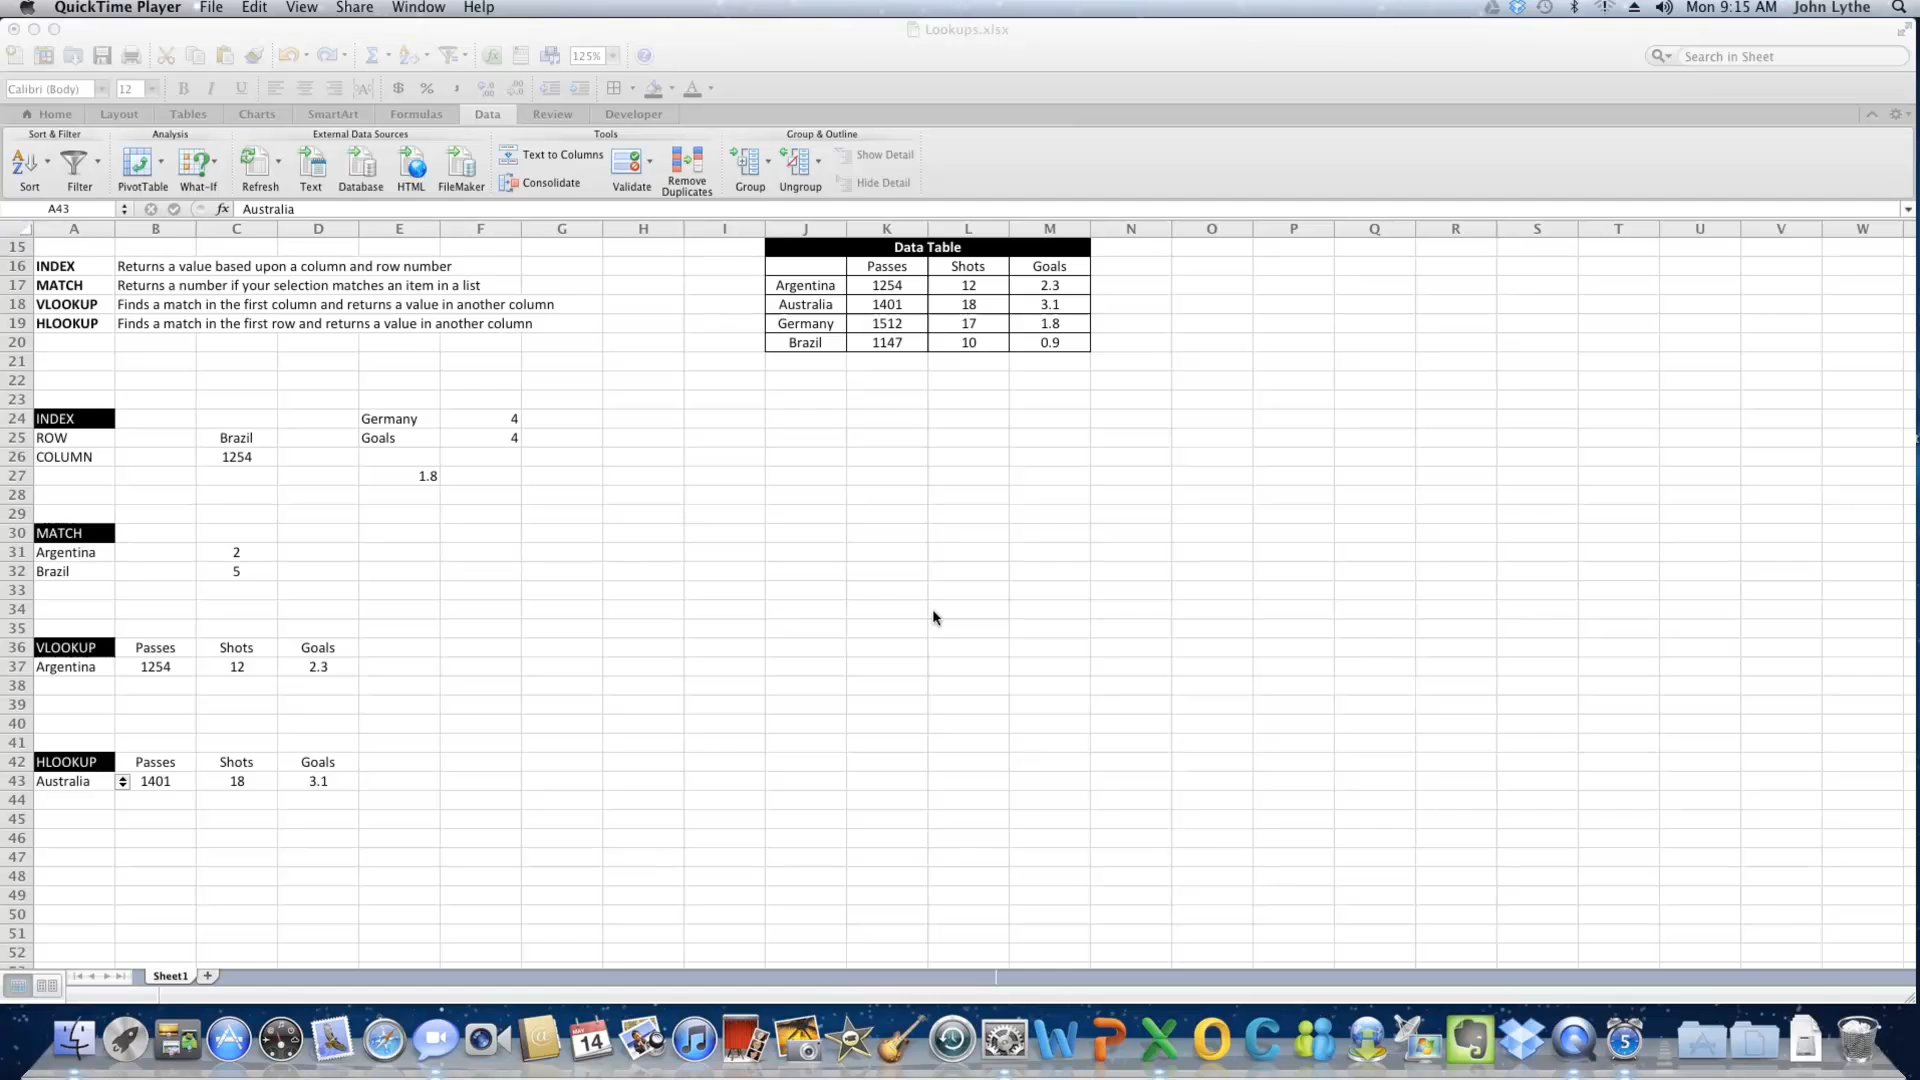 QuickTime Player File Edit View Share Window Help Mon 9:15 AM John Lythe
Lookups.xlsx
125% Search in Sheet
Calibri (Body) 12 B I U $ %
Home Layout Tables Charts SmartArt Formulas Data Review Developer
Sort & Filter Analysis External Data Sources Tools Group & Outline
Text to Columns Show Detail
Consolidate Hide Detail
Sort Filter PivotTable What-If Refresh Text Database HTML FileMaker Validate Remove Duplicates Group Ungroup
A43 fx Australia
A B C D E F G H I J K L M N O P Q R S T U V W
15 Data Table
16 INDEX Returns a value based upon a column and row number Passes Shots Goals
17 MATCH Returns a number if your selection matches an item in a list Argentina 1254 12 2.3
18 VLOOKUP Finds a match in the first column and returns a value in another column Australia 1401 18 3.1
19 HLOOKUP Finds a match in the first row and returns a value in another column Germany 1512 17 1.8
20 Brazil 1147 10 0.9
21
22
23
24 INDEX Germany 4
25 ROW Brazil Goals 4
26 COLUMN 1254
27 1.8
28
29
30 MATCH
31 Argentina 2
32 Brazil 5
33
34
35
36 VLOOKUP Passes Shots Goals
37 Argentina 1254 12 2.3
38
39
40
41
42 HLOOKUP Passes Shots Goals
43 Australia 1401 18 3.1
44
45
46
47
48
49
50
51
52
Sheet1
MAY
14
5